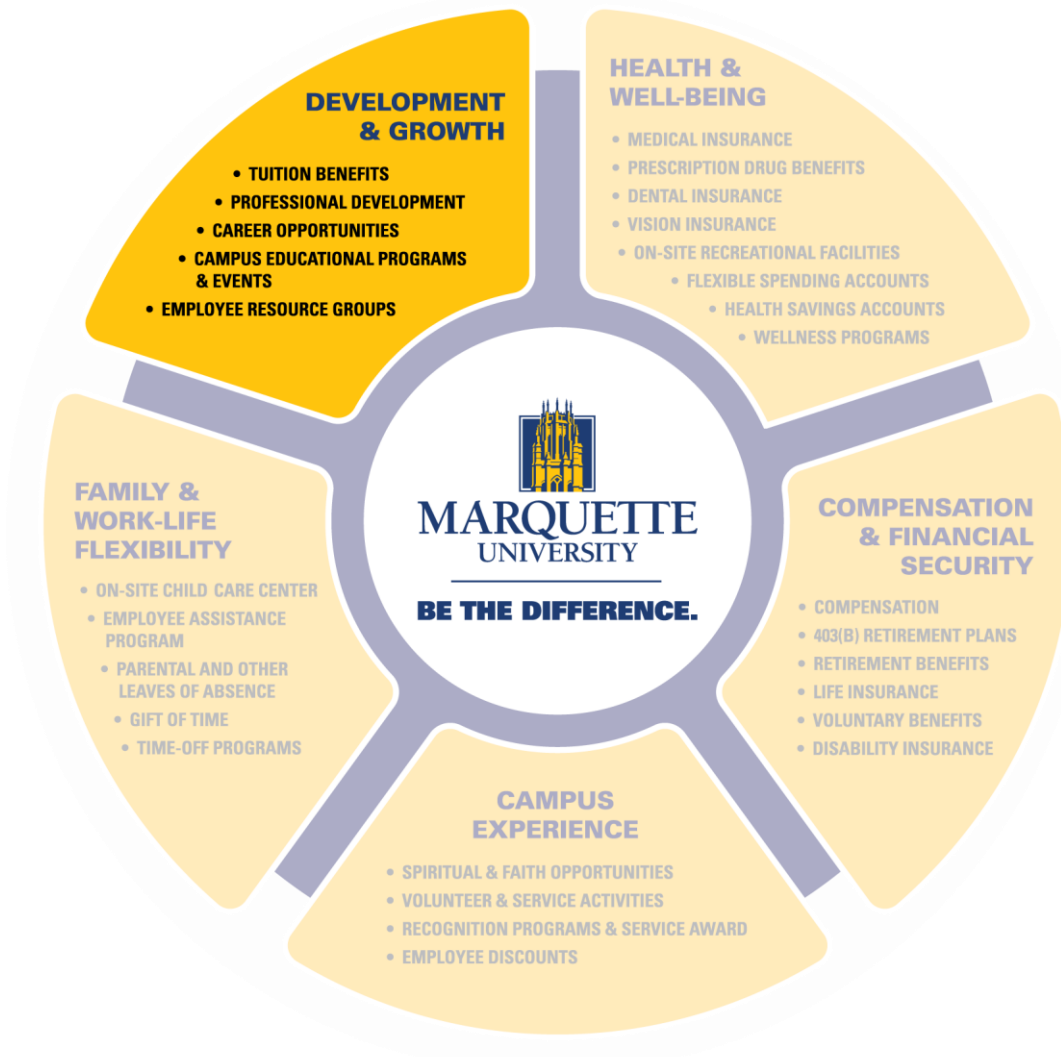 DEVELOPMENT
& GROWTH
• TUITION BENEFITS
• PROFESSIONAL DEVELOPMENT
• CAREER OPPORTUNITIES
• CAMPUS EDUCATIONAL PROGRAMS
& EVENTS
• EMPLOYEE RESOURCE GROUPS
HEALTH &
WELL-BEING
• MEDICAL INSURANCE
• PRESCRIPTION DRUG BENEFITS
• DENTAL INSURANCE
• VISION INSURANCE
• ON-SITE RECREATIONAL FACILITIES
• FLEXIBLE SPENDING ACCOUNTS
• HEALTH SAVINGS ACCOUNTS
• WELLNESS PROGRAMS
FAMILY &
WORK-LIFE
FLEXIBILITY
• ON-SITE CHILD CARE CENTER
• EMPLOYEE ASSISTANCE
PROGRAM
• PARENTAL AND OTHER
LEAVES OF ABSENCE
• GIFT OF TIME
• TIME-OFF PROGRAMS
MARQUETTE
UNIVERSITY
BE THE DIFFERENCE.
COMPENSATION
& FINANCIAL
SECURITY
• COMPENSATION
• 403(B) RETIREMENT PLANS
• RETIREMENT BENEFITS
• LIFE INSURANCE
• VOLUNTARY BENEFITS
• DISABILITY INSURANCE
CAMPUS
EXPERIENCE
• SPIRITUAL & FAITH OPPORTUNITIES
• VOLUNTEER & SERVICE ACTIVITIES
• RECOGNITION PROGRAMS & SERVICE AWARD
• EMPLOYEE DISCOUNTS